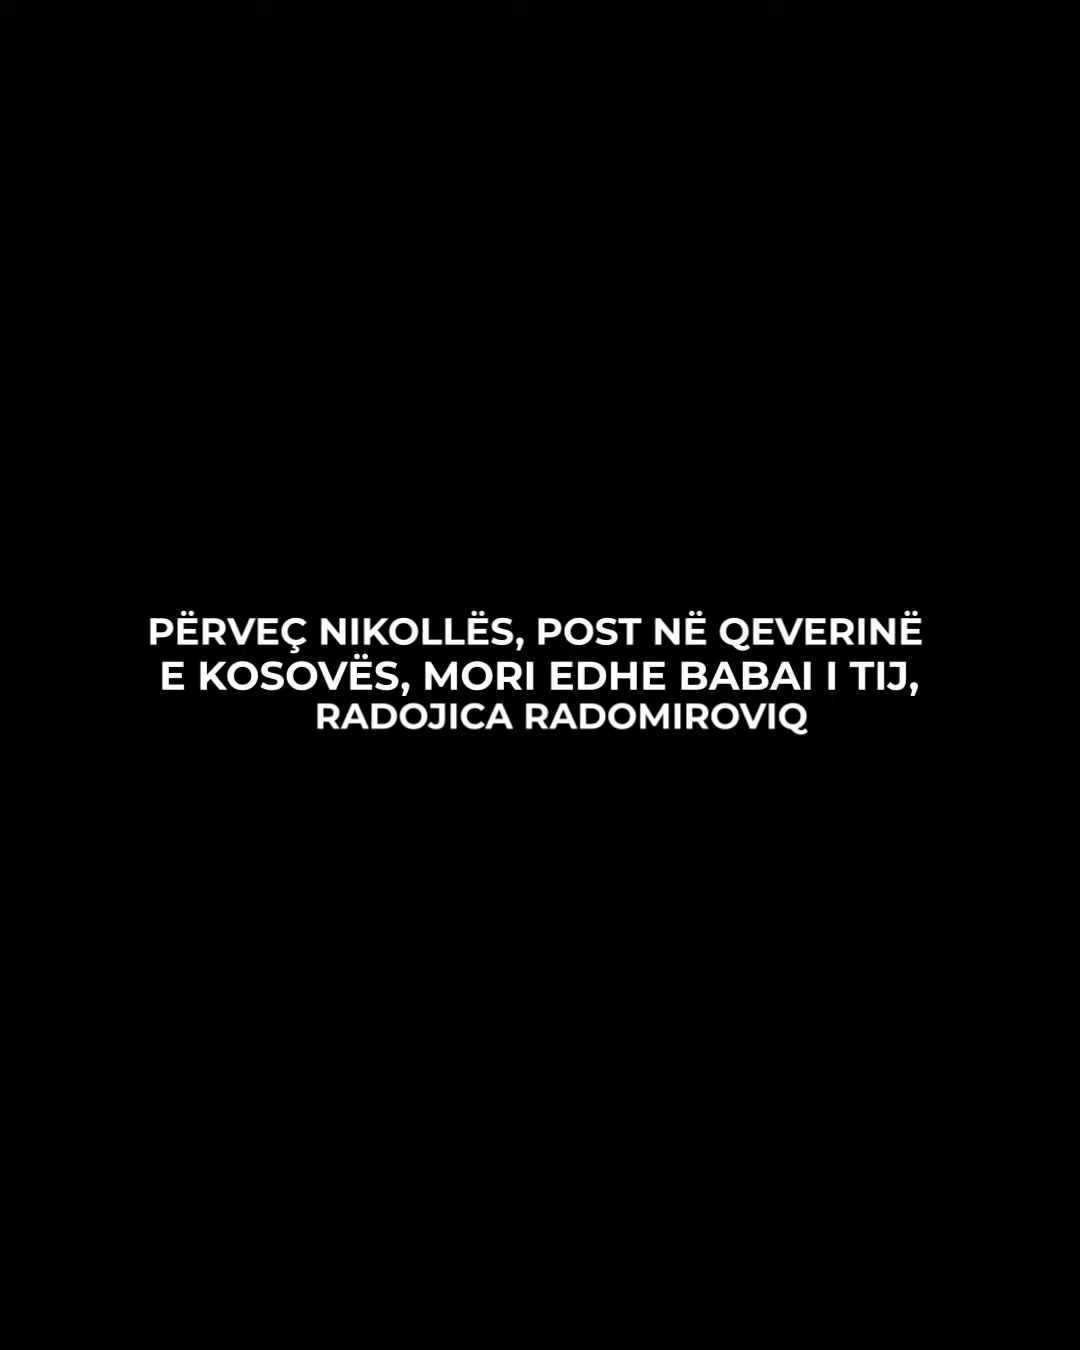 PËRVEÇ NIKOLLËS, POST NË QEVERINË
E KOSOVËS, MORI EDHE BABAI I TIJ,
RADOJICA RADOMIROVIQ